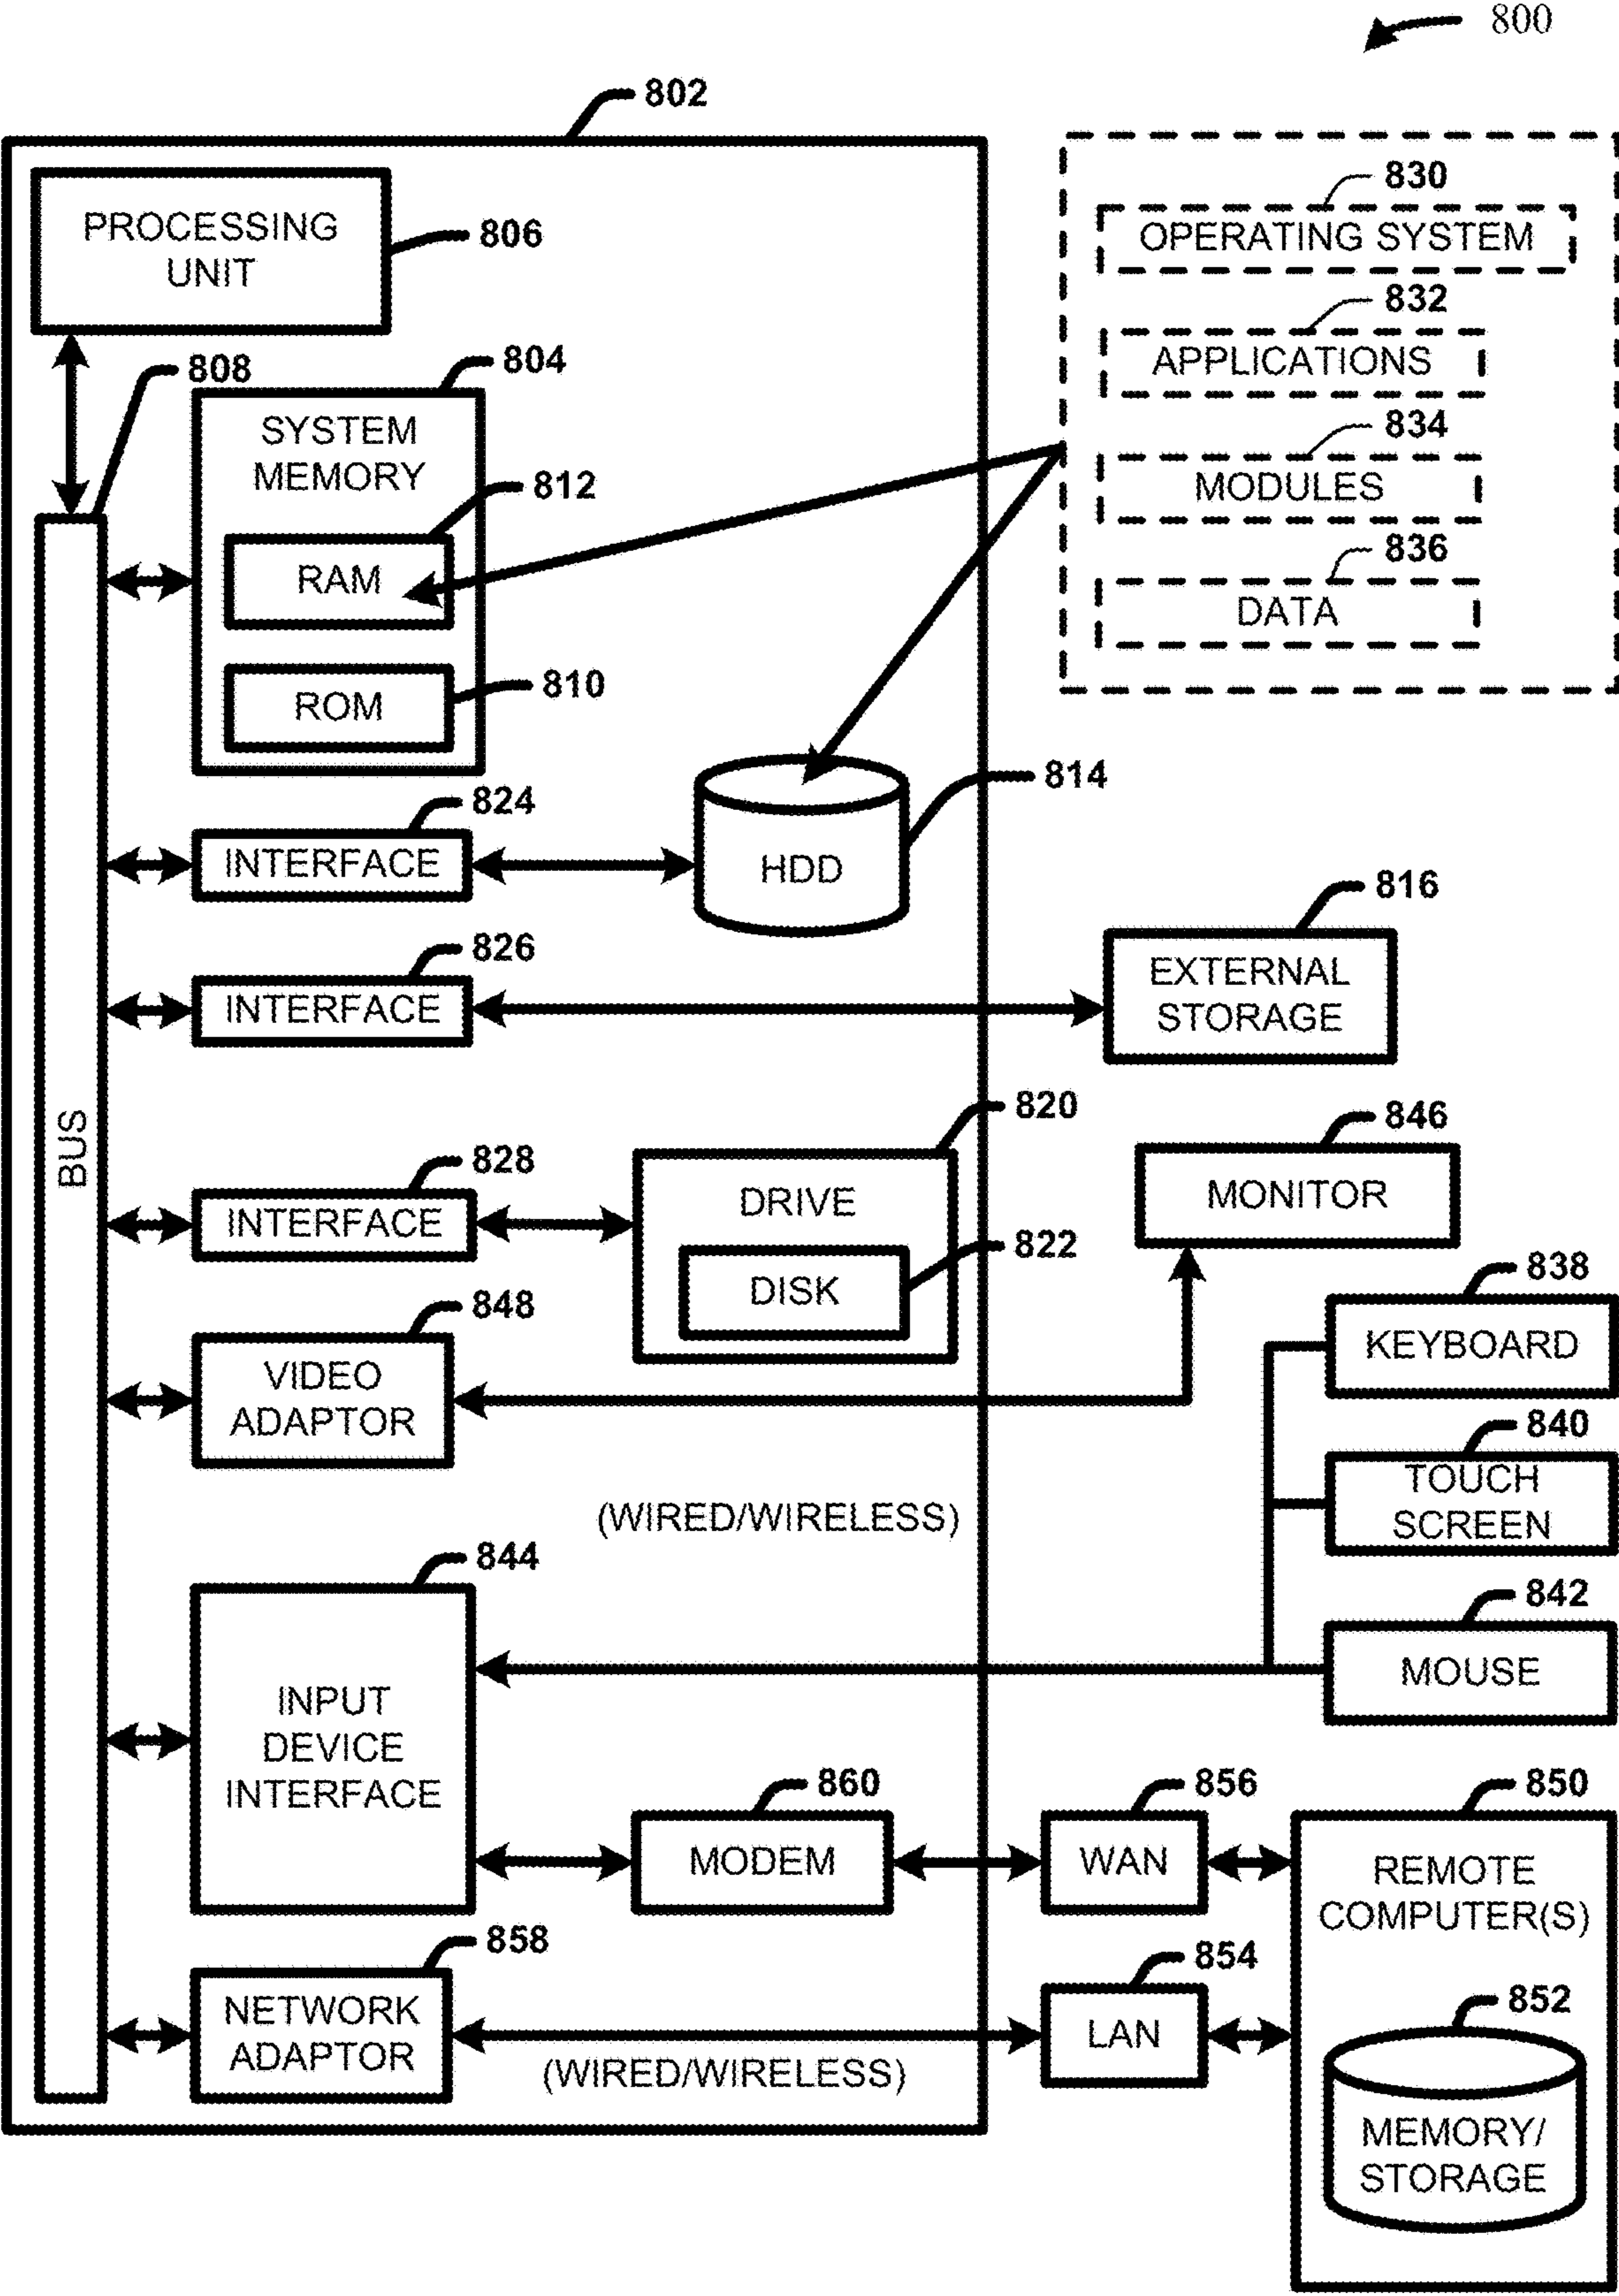 800
802
PROCESSING
UNIT
806
830
OPERATING SYSTEM
832
APPLICATIONS
834
MODULES
836
DATA
808
804
SYSTEM
MEMORY
812
RAM
810
ROM
824
INTERFACE
814
HDD
826
INTERFACE
816
EXTERNAL
STORAGE
BUS
828
INTERFACE
820
DRIVE
822
DISK
846
MONITOR
848
VIDEO
ADAPTOR
838
KEYBOARD
840
TOUCH
SCREEN
(WIRED/WIRELESS)
844
INPUT
DEVICE
INTERFACE
842
MOUSE
860
MODEM
856
WAN
850
REMOTE
COMPUTER(S)
858
NETWORK
ADAPTOR
(WIRED/WIRELESS)
854
LAN
852
MEMORY/
STORAGE